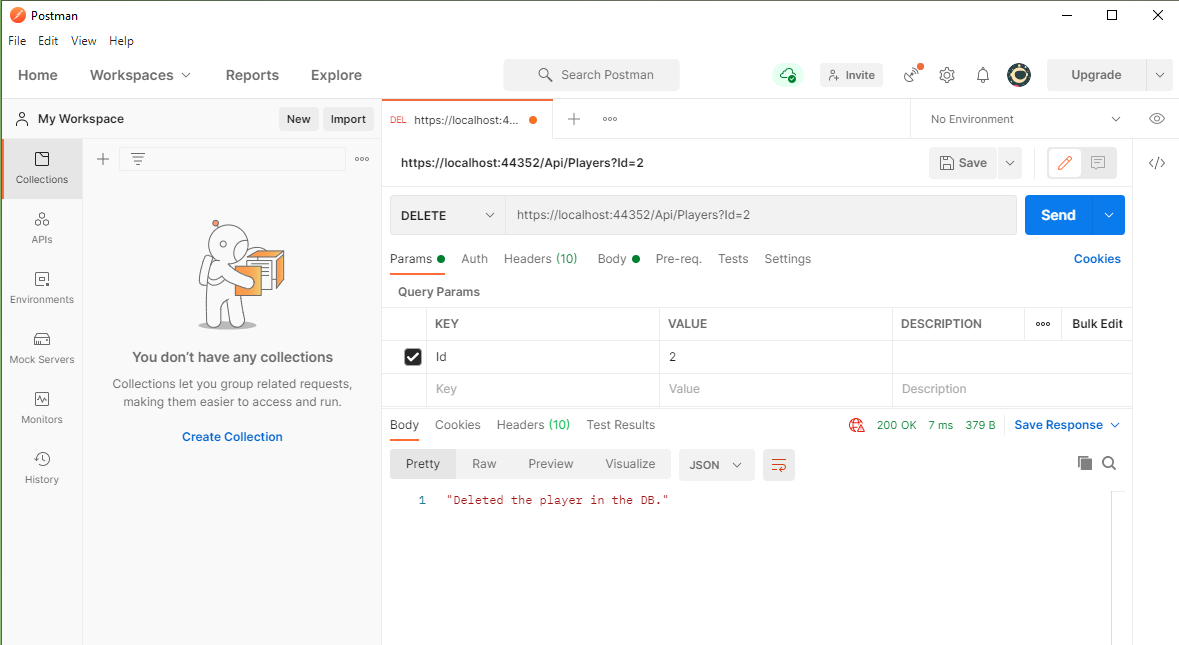 Postman
File Edit View Help
Home Workspaces Reports Explore Search Postman Invite Upgrade
My Workspace New Import
DEL https://localhost:4... No Environment
Collections
APIs
Environments
Mock Servers
Monitors
History
You don't have any collections
Collections let you group related requests,
making them easier to access and run.
Create Collection
https://localhost:44352/Api/Players?Id=2 Save
DELETE https://localhost:44352/Api/Players?Id=2 Send
Params Auth Headers (10) Body Pre-req. Tests Settings Cookies
Query Params
KEY VALUE DESCRIPTION Bulk Edit
Id 2
Key Value Description
Body Cookies Headers (10) Test Results 200 OK 7 ms 379 B Save Response
Pretty Raw Preview Visualize JSON
1 "Deleted the player in the DB."